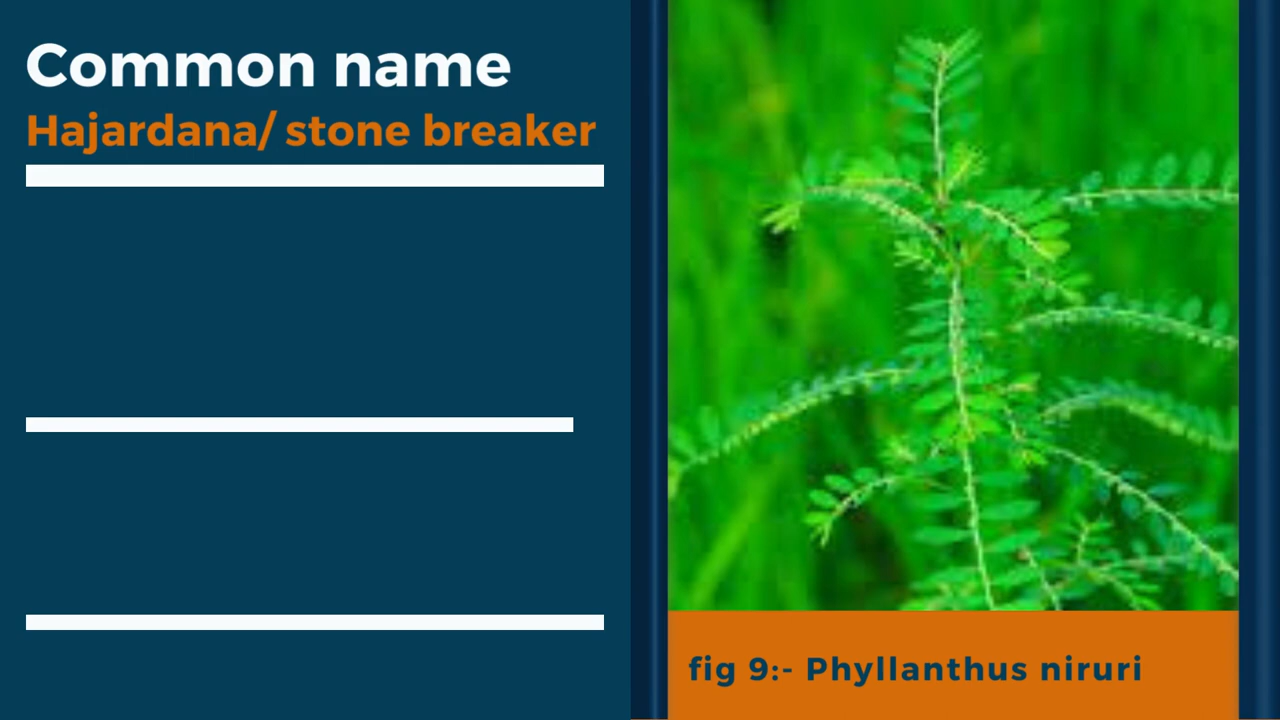 Common name
Hajardana/ stone breaker
fig 9:- Phyllanthus niruri